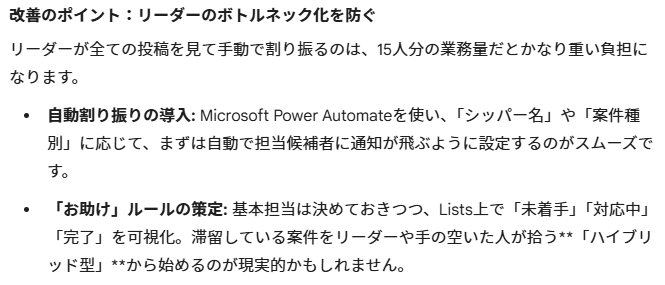 改善のポイント：リーダーのボトルネック化を防ぐ
リーダーが全ての投稿を見て手動で割り振るのは、15人分の業務量だとかなり重い負担に
なります。
• 自動割り振りの導入: Microsoft Power Automateを使い、「シッパー名」や「案件種
別」に応じて、まずは自動で担当候補者に通知が飛ぶように設定するのがスムーズで
す。
• 「お助け」ルールの策定: 基本担当は決めておきつつ、Lists上で「未着手」「対応中」
「完了」を可視化。滞留している案件をリーダーや手の空いた人が拾う**「ハイブリ
ッド型」**から始めるのが現実的かもしれません。